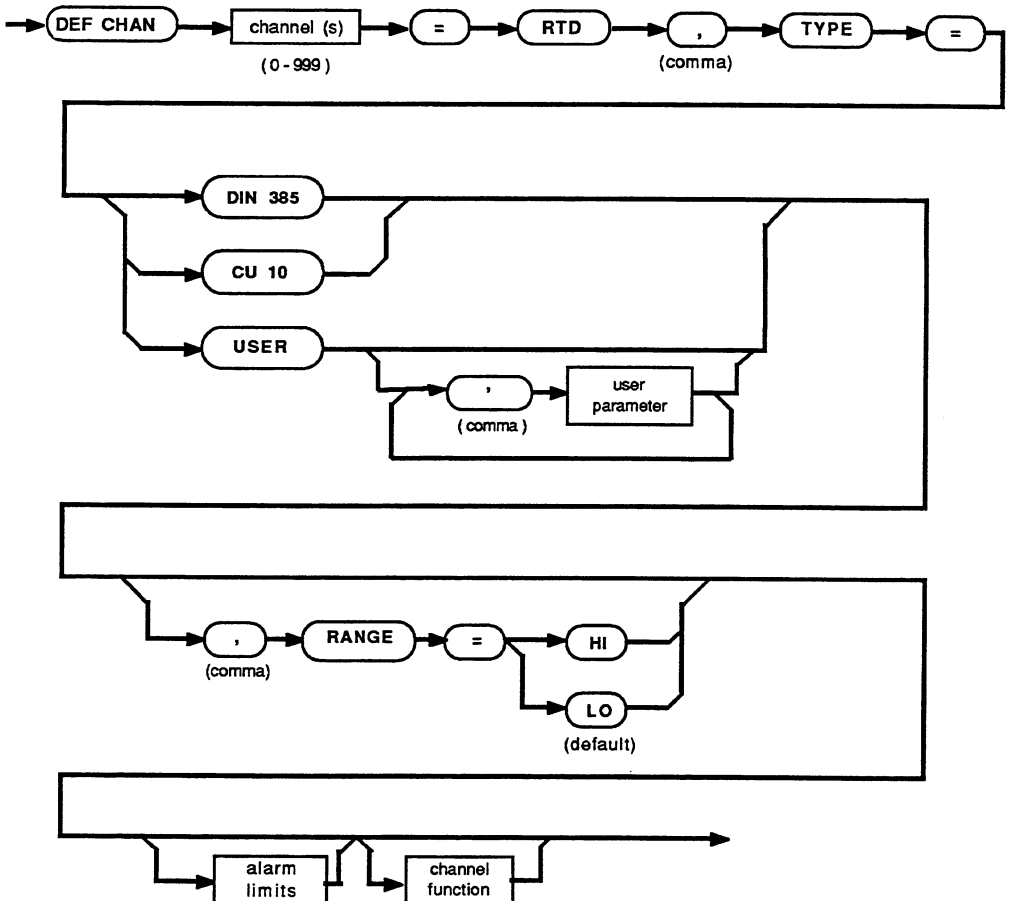 DEF CHAN channel (s) = RTD , TYPE =
( 0 - 999 ) (comma)
DIN 385
CU 10
USER
, user parameter
( comma )
, RANGE = HI
(comma)
LO
(default)
alarm limits channel function